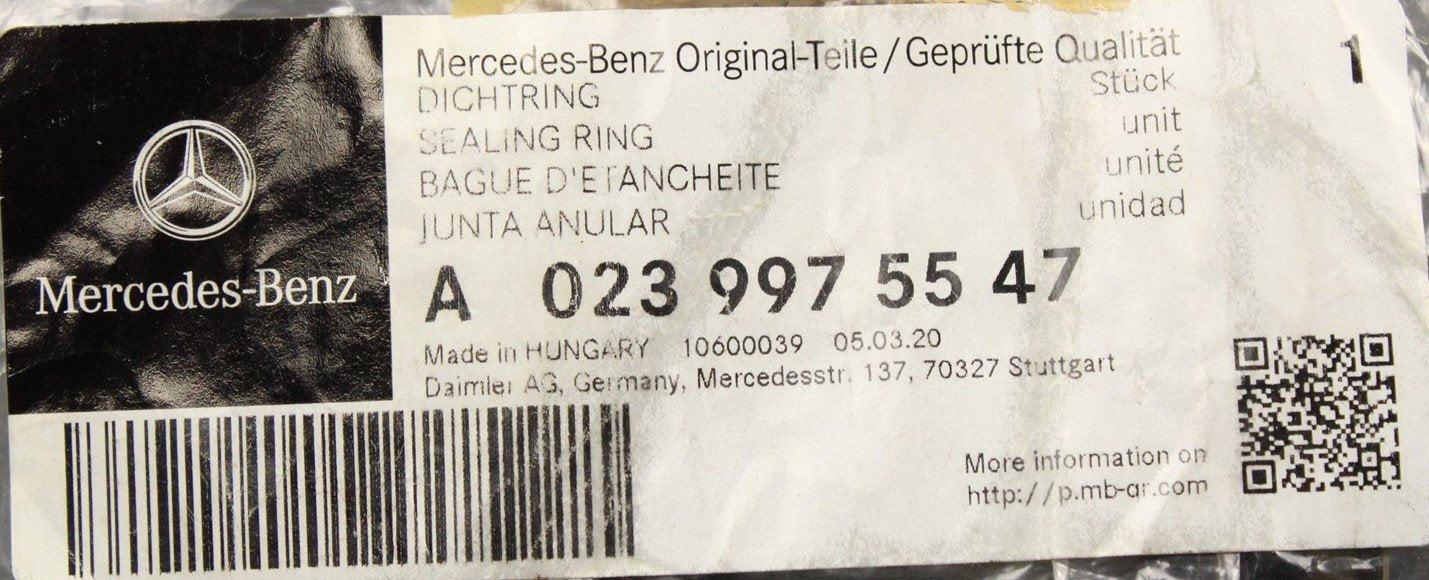 Mercedes-Benz
Mercedes-Benz Original-Teile/Geprüfte Qualität
DICHTRING Stück 1
SEALING RING unit
BAGUE D'ETANCHEITE unité
JUNTA ANULAR unidad
A 023 997 55 47
Made in HUNGARY 10600039 05.03.20
Daimler AG, Germany, Mercedesstr. 137, 70327 Stuttgart
More information on
http://p.mb-qr.com